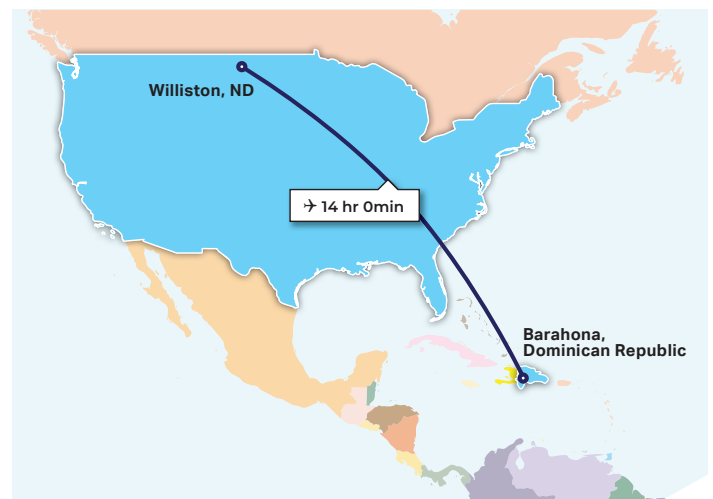 Williston, ND
✈ 14 hr 0min
Barahona,
Dominican Republic